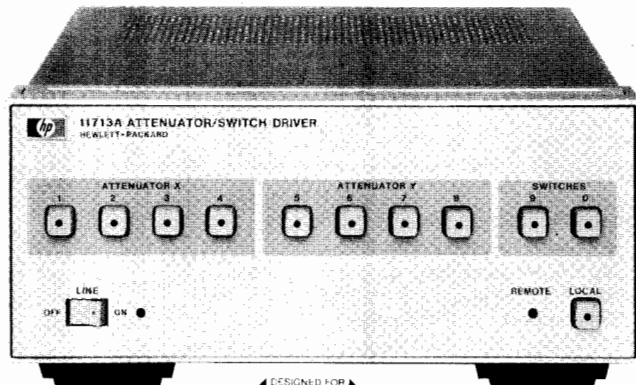 hp 11713A ATTENUATOR/SWITCH DRIVER
HEWLETT-PACKARD
ATTENUATOR X ATTENUATOR Y SWITCHES
1 2 3 4 5 6 7 8 9 0
LINE REMOTE LOCAL
OFF ON
DESIGNED FOR